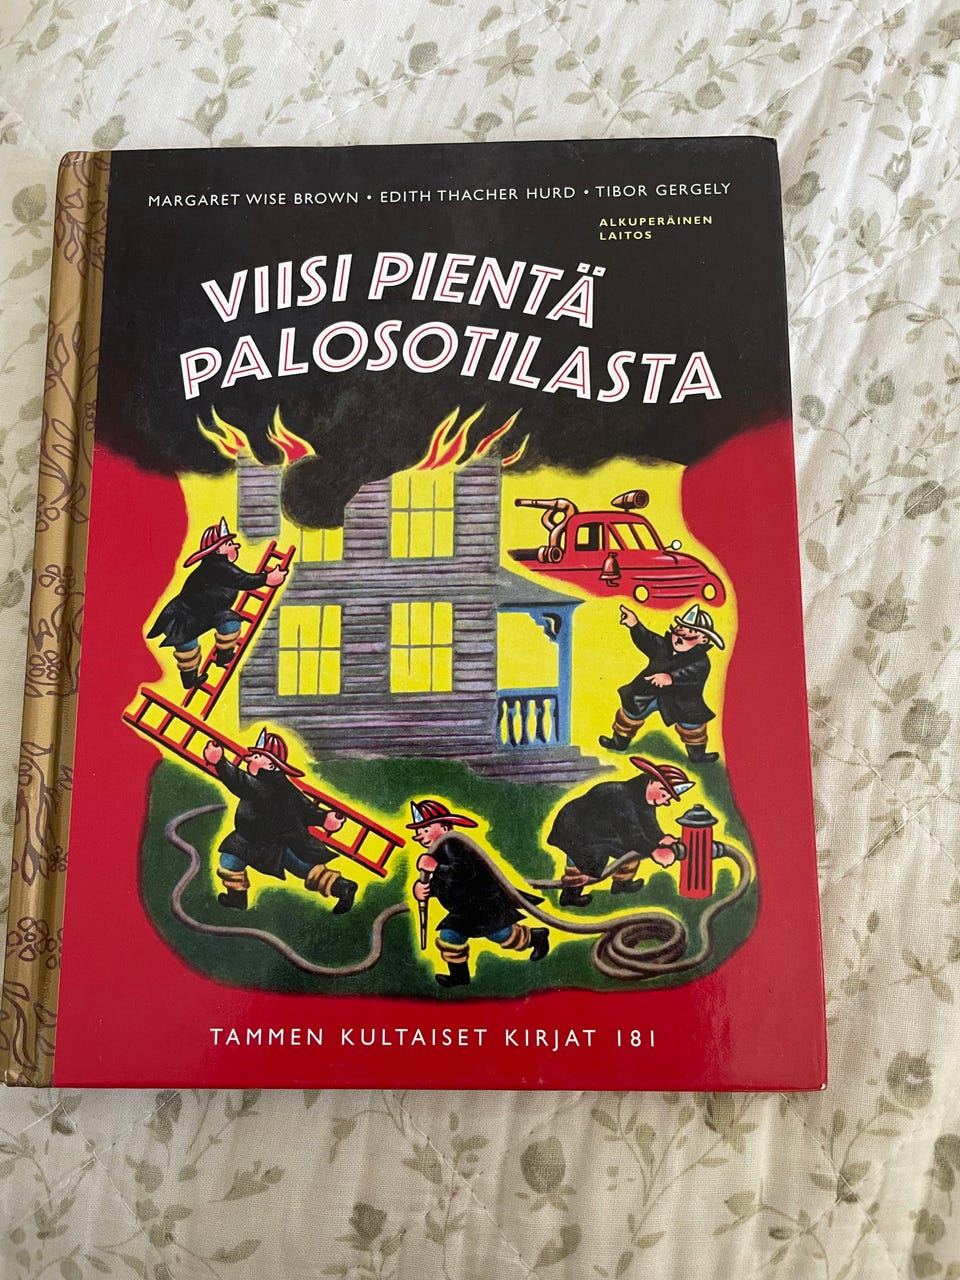 MARGARET WISE BROWN • EDITH THACHER HURD • TIBOR GERGELY
ALKUPERÄINEN
LAITOS
VIISI PIENTÄ
PALOSOTILASTA
TAMMEN KULTAISET KIRJAT 181